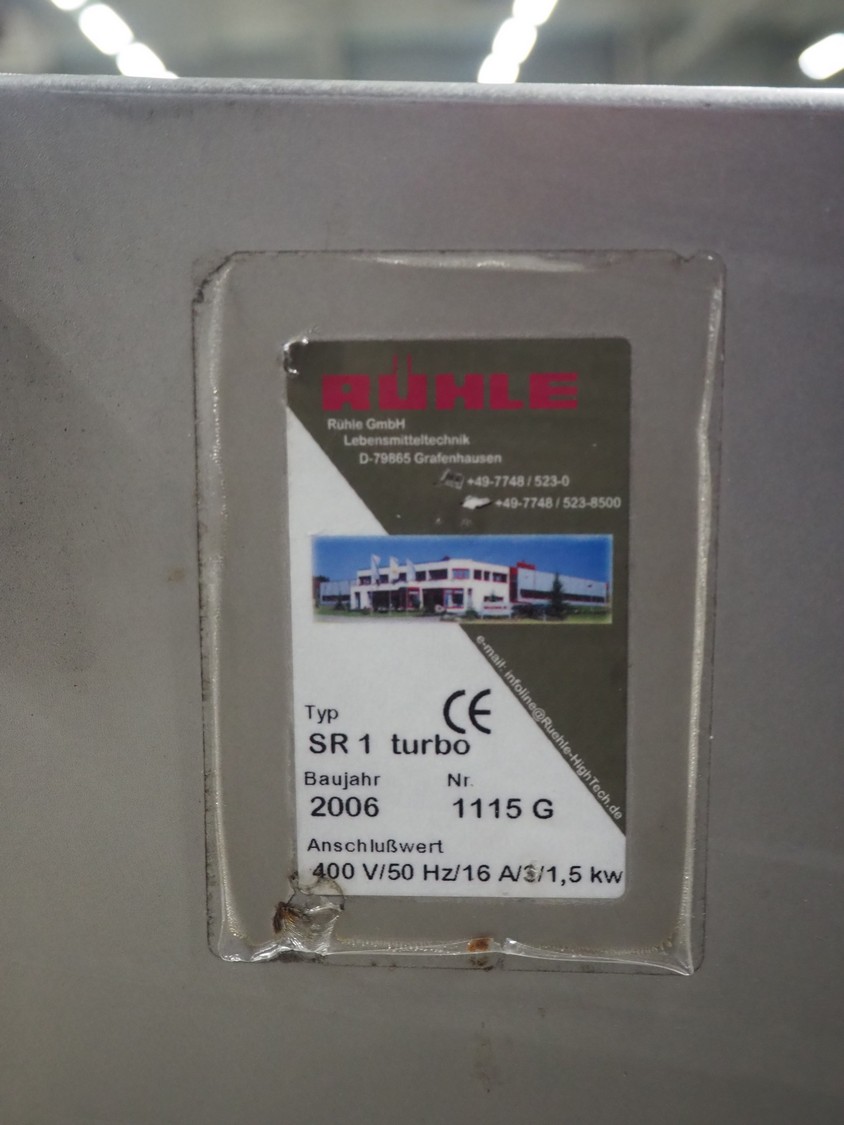 RÜHLE
Rühle GmbH
Lebensmitteltechnik
D-79865 Grafenhausen
+49-7748 / 523-0
+49-7748 / 523-8500
RÜHLE
e-mail: infoline@Ruehle-HighTech.de
Typ CE
SR 1 turbo
Baujahr Nr.
2006 1115 G
Anschlußwert
400 V/50 Hz/16 A/3/1,5 kw